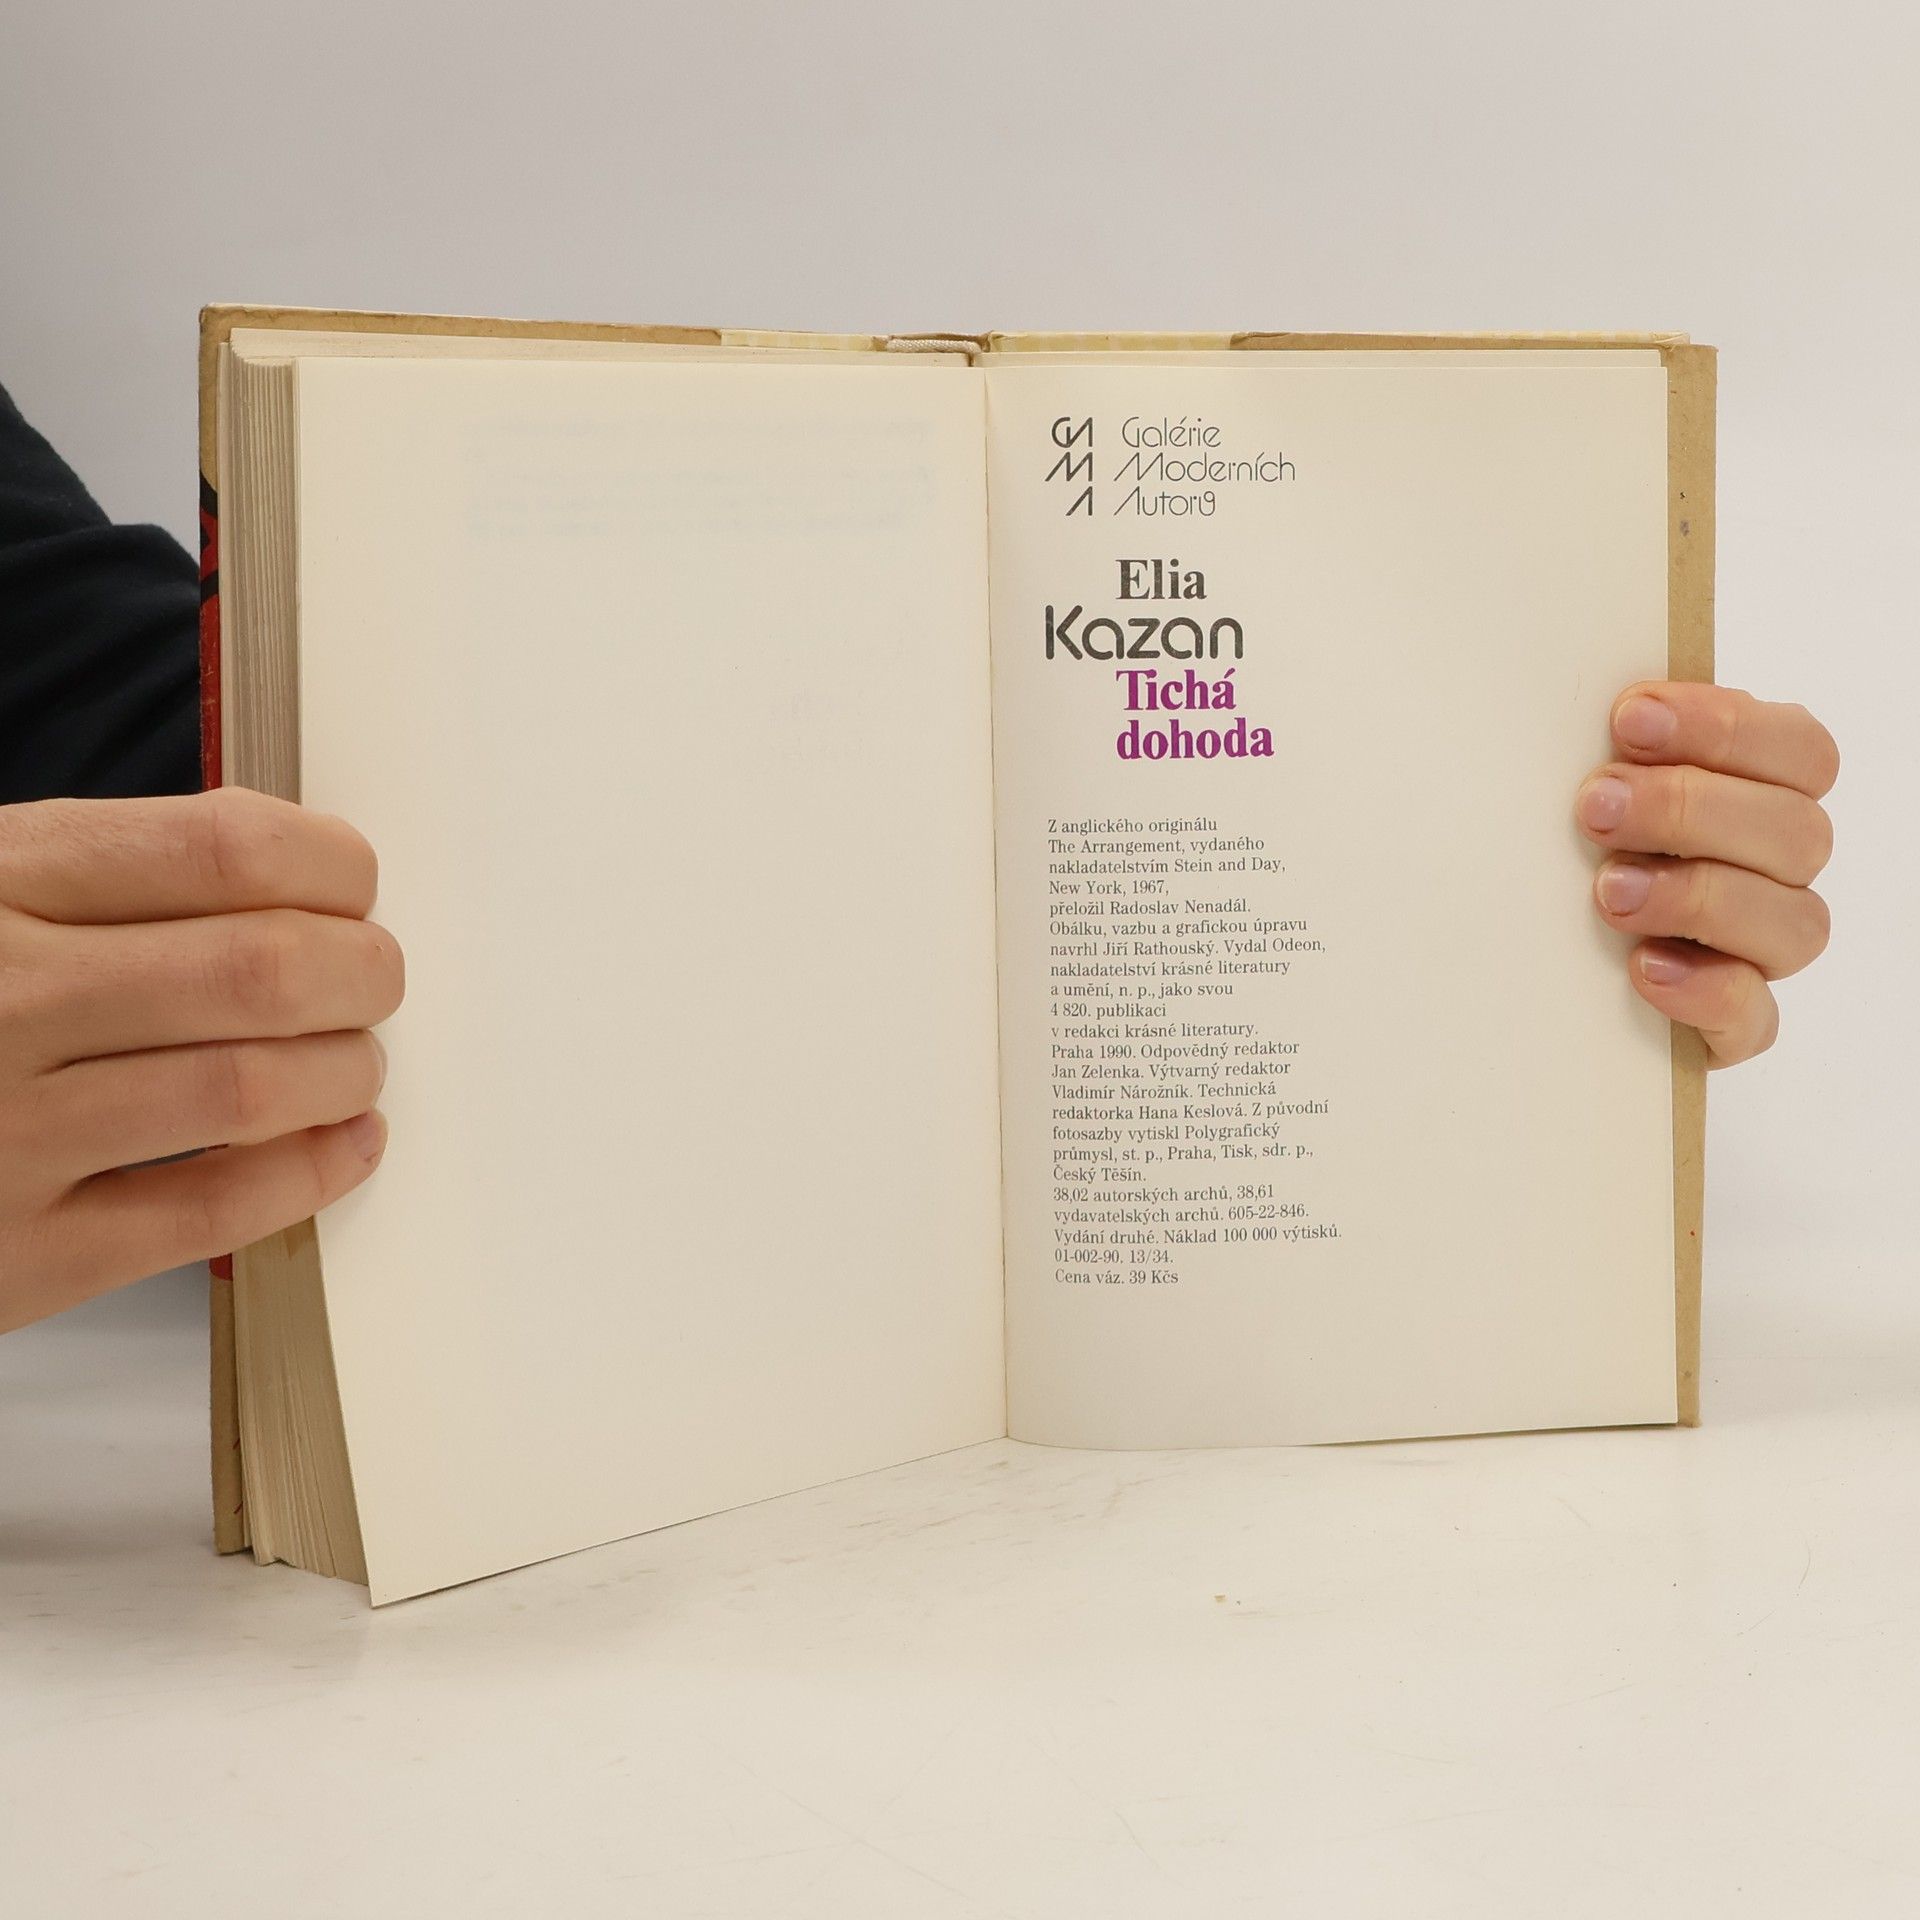 GA Galérie
M Moderních
A Autorů
Elia
Kazan
Tichá
dohoda
Z anglického originálu
The Arrangement, vydaného
nakladatelstvím Stein and Day,
New York, 1967,
přeložil Radoslav Nenadál.
Obálku, vazbu a grafickou úpravu
navrhl Jiří Rathouský. Vydal Odeon,
nakladatelství krásné literatury
a umění, n. p., jako svou
4 820. publikaci
v redakci krásné literatury.
Praha 1990. Odpovědný redaktor
Jan Zelenka. Výtvarný redaktor
Vladimír Nárožník. Technická
redaktorka Hana Keslová. Z původní
fotosazby vytiskl Polygrafický
průmysl, st. p., Praha, Tisk, sdr. p.,
Český Těšín.
38,02 autorských archů, 38,61
vydavatelských archů. 605-22-846.
Vydání druhé. Náklad 100 000 výtisků.
01-002-90. 13/34.
Cena váz. 39 Kčs